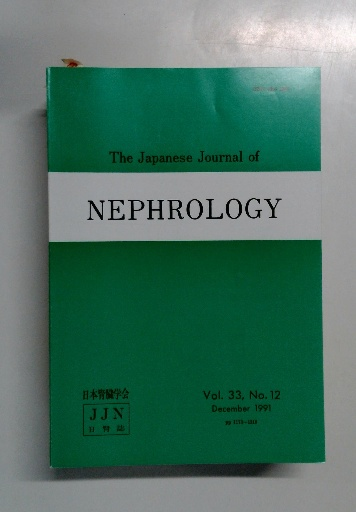 The Japanese Journal of
NEPHROLOGY
日本腎臓学会
JJN
Vol. 33, No. 12
December 1991